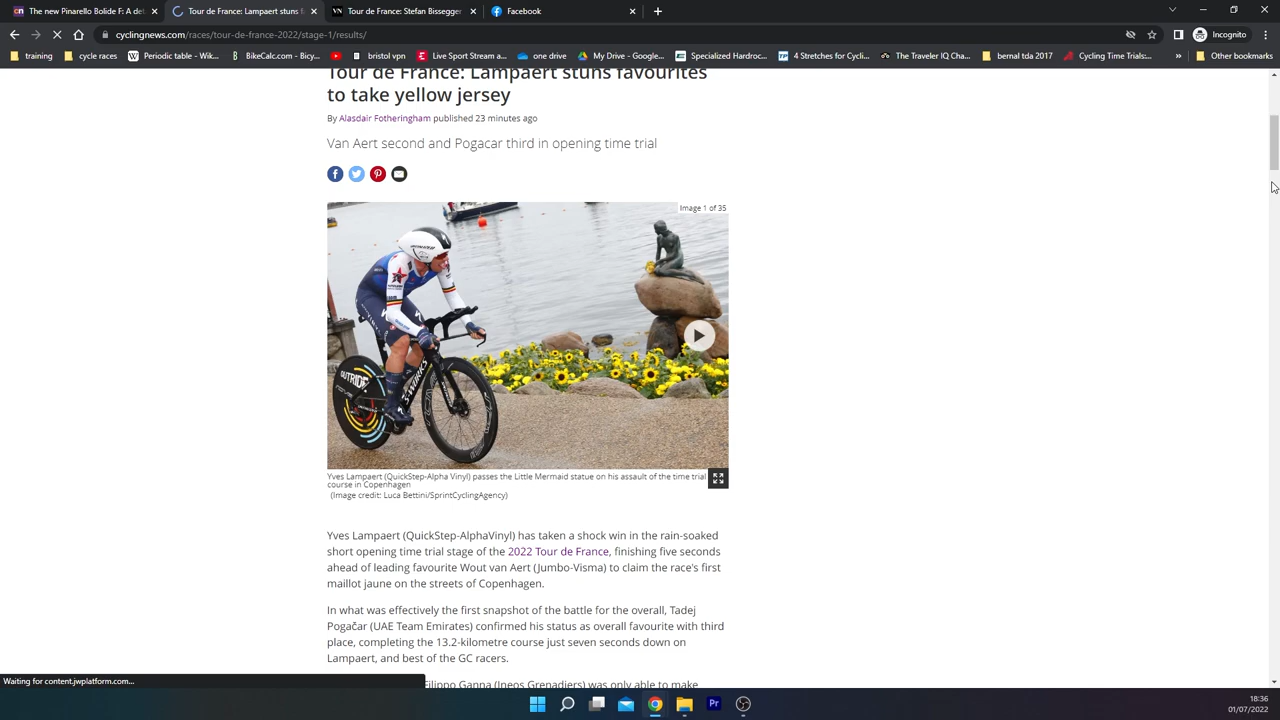 The new Pinarello Bolide F: A de
Tour de France: Lampaert stuns f
Tour de France: Stefan Bissegger
Facebook
Incognito
cyclingnews.com/races/tour-de-france-2022/stage-1/results/
training
cycle races
Periodic table - Wik...
BikeCalc.com - Bicy...
bristol vpn
Live Sport Stream a...
one drive
My Drive - Google...
Specialized Hardroc...
4 Stretches for Cycli...
The Traveler IQ Cha...
bernal tda 2017
Cycling Time Trials:...
Other bookmarks
Tour de France: Lampaert stuns favourites
to take yellow jersey
By Alasdair Fotheringham published 23 minutes ago
Van Aert second and Pogacar third in opening time trial
Image 1 of 35
OUTRIDE
S-WORKS
Yves Lampaert (QuickStep-Alpha Vinyl) passes the Little Mermaid statue on his assault of the time trial
course in Copenhagen
(Image credit: Luca Bettini/SprintCyclingAgency)
Yves Lampaert (QuickStep-AlphaVinyl) has taken a shock win in the rain-soaked
short opening time trial stage of the 2022 Tour de France, finishing five seconds
ahead of leading favourite Wout van Aert (Jumbo-Visma) to claim the race's first
maillot jaune on the streets of Copenhagen.
In what was effectively the first snapshot of the battle for the overall, Tadej
Pogačar (UAE Team Emirates) confirmed his status as overall favourite with third
place, completing the 13.2-kilometre course just seven seconds down on
Lampaert, and best of the GC racers.
Filippo Ganna (Ineos Grenadiers) was only able to make
Waiting for content.jwplatform.com...
18:36
01/07/2022